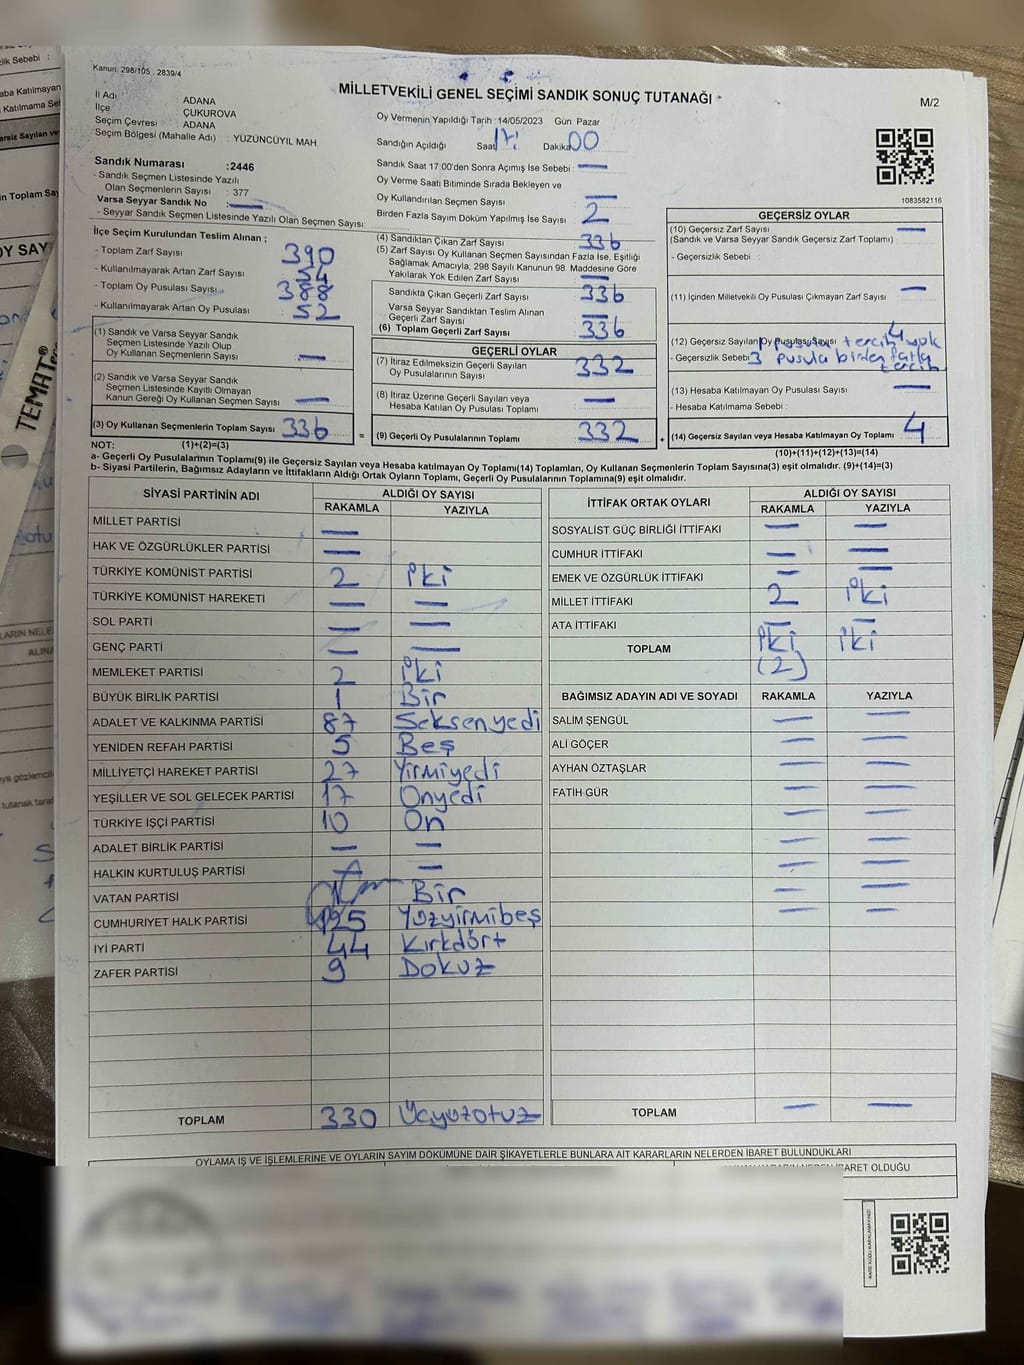 Kanun: 298/105 , 2839/4
MİLLETVEKİLİ GENEL SEÇİMİ SANDIK SONUÇ TUTANAĞI
M/2
İl Adı : ADANA
İlçe ÇUKUROVA
Seçim Çevresi ADANA
Seçim Bölgesi (Mahalle Adı) : YÜZÜNCÜYIL MAH.
Oy Vermenin Yapıldığı Tarih :14/05/2023 Gün: Pazar
Sandığın Açıldığı Saat 17: Dakika 00
Sandık Numarası :2446
- Sandık Seçmen Listesinde Yazılı
Olan Seçmenlerin Sayısı : 377
Varsa Seyyar Sandık No : —
- Seyyar Sandık Seçmen Listesinde Yazılı Olan Seçmen Sayısı:
Sandık Saat 17:00'den Sonra Açımış İse Sebebi : —
Oy Verme Saati Bitiminde Sırada Bekleyen ve
Oy Kullandırılan Seçmen Sayısı —
Birden Fazla Sayım Döküm Yapılmış İse Sayısı 2
1083582116
İlçe Seçim Kurulundan Teslim Alınan ;
- Toplam Zarf Sayısı 390
- Kullanılmayarak Artan Zarf Sayısı 54
- Toplam Oy Pusulası Sayısı 388
- Kullanılmayarak Artan Oy Pusulası 52
(1) Sandık ve Varsa Seyyar Sandık
Seçmen Listesinde Yazılı Olup
Oy Kullanan Seçmenlerin Sayısı —
(2) Sandık ve Varsa Seyyar Sandık
Seçmen Listesinde Kayıtlı Olmayan
Kanun Gereği Oy Kullanan Seçmen Sayısı —
(3) Oy Kullanan Seçmenlerin Toplam Sayısı 336
(4) Sandıktan Çıkan Zarf Sayısı 336
(5) Zarf Sayısı Oy Kullanan Seçmen Sayısından Fazla İse, Eşitliği
Sağlamak Amacıyla; 298 Sayılı Kanunun 98. Maddesine Göre
Yakılarak Yok Edilen Zarf Sayısı —
Sandıkta Çıkan Geçerli Zarf Sayısı 336
Varsa Seyyar Sandıktan Teslim Alınan
Geçerli Zarf Sayısı —
(6) Toplam Geçerli Zarf Sayısı 336
GEÇERLİ OYLAR
(7) İtiraz Edilmeksizin Geçerli Sayılan
Oy Pusulalarının Sayısı 332
(8) İtiraz Üzerine Geçerli Sayılan veya
Hesaba Katılan Oy Pusulası Toplamı —
= (9) Geçerli Oy Pusulalarının Toplamı 332 +
GEÇERSİZ OYLAR
(10) Geçersiz Zarf Sayısı —
(Sandık ve Varsa Seyyar Sandık Geçersiz Zarf Toplamı)
- Geçersizlik Sebebi :
(11) İçinden Milletvekili Oy Pusulası Çıkmayan Zarf Sayısı —
(12) Geçersiz Sayılan Oy Pusulası Sayısı 4 tercih yok
- Geçersizlik Sebebi 3 pusula birden fazla
tercih
(13) Hesaba Katılmayan Oy Pusulası Sayısı —
- Hesaba Katılmama Sebebi :
(14) Geçersiz Sayılan veya Hesaba Katılmayan Oy Toplamı 4
NOT: (1)+(2)=(3)
(10)+(11)+(12)+(13)=(14)
a- Geçerli Oy Pusulalarının Toplamı(9) ile Geçersiz Sayılan veya Hesaba katılmayan Oy Toplamı(14) Toplamları, Oy Kullanan Seçmenlerin Toplam Sayısına(3) eşit olmalıdır. (9)+(14)=(3)
b- Siyasi Partilerin, Bağımsız Adayların ve İttifakların Aldığı Ortak Oyların Toplamı, Geçerli Oy Pusulalarının Toplamına(9) eşit olmalıdır.
SİYASİ PARTİNİN ADI ALDIĞI OY SAYISI
RAKAMLA YAZIYLA
MİLLET PARTİSİ —
HAK VE ÖZGÜRLÜKLER PARTİSİ —
TÜRKİYE KOMÜNİST PARTİSİ 2 iki
TÜRKİYE KOMÜNİST HAREKETİ — —
SOL PARTİ — —
GENÇ PARTİ — —
MEMLEKET PARTİSİ 2 iki
BÜYÜK BİRLİK PARTİSİ 1 Bir
ADALET VE KALKINMA PARTİSİ 87 Seksenyedi
YENİDEN REFAH PARTİSİ 5 Beş
MİLLİYETÇİ HAREKET PARTİSİ 27 Yirmiyedi
YEŞİLLER VE SOL GELECEK PARTİSİ 17 Onyedi
TÜRKİYE İŞÇİ PARTİSİ 10 On
ADALET BİRLİK PARTİSİ — —
HALKIN KURTULUŞ PARTİSİ — —
VATAN PARTİSİ 1 Bir
CUMHURİYET HALK PARTİSİ 125 Yüzyirmibeş
İYİ PARTİ 44 Kırkdört
ZAFER PARTİSİ 9 Dokuz
TOPLAM 330 Üçyüzotuz
İTTİFAK ORTAK OYLARI ALDIĞI OY SAYISI
RAKAMLA YAZIYLA
SOSYALİST GÜÇ BİRLİĞİ İTTİFAKI — —
CUMHUR İTTİFAKI — —
EMEK VE ÖZGÜRLÜK İTTİFAKI — —
MİLLET İTTİFAKI 2 iki
ATA İTTİFAKI — —
TOPLAM iki iki
(2)
BAĞIMSIZ ADAYIN ADI VE SOYADI RAKAMLA YAZIYLA
SALİM ŞENGÜL — —
ALİ GÖÇER — —
AYHAN ÖZTAŞLAR — —
FATİH GÜR — —
— —
— —
— —
— —
— —
TOPLAM — —
OYLAMA İŞ VE İŞLEMLERİNE VE OYLARIN SAYIM DÖKÜMÜNE DAİR ŞİKAYETLERLE BUNLARA AİT KARARLARIN NELERDEN İBARET BULUNDUKLARI
İBARET OLDUĞU
TEMAT®